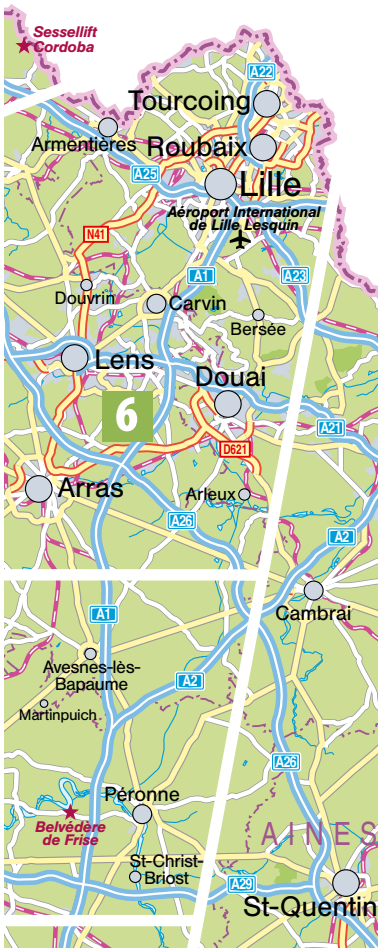 Sessellift
Cordoba
A22
Tourcoing
Armentières
Roubaix
A25
Lille
Aéroport International
de Lille Lesquin
N41
A1
A23
Douvrin
Carvin
Bersée
Lens
Douai
6
A21
D621
Arras
Arleux
A26
A2
Cambrai
A1
Avesnes-lès-
Bapaume
A2
Martinpuich
A26
Péronne
Belvédère
de Frise
AINES
St-Christ-
Briost
A29
St-Quentin